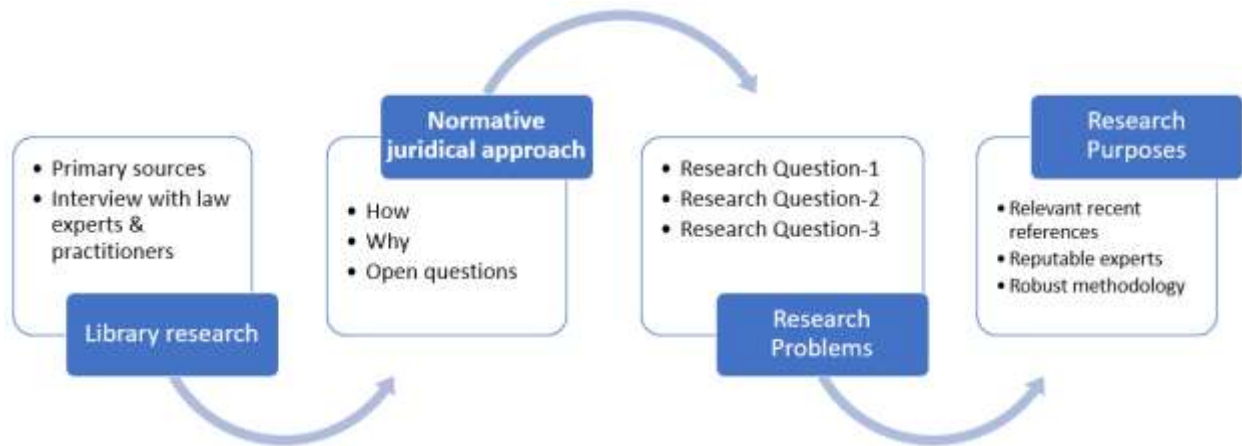 • Primary sources
• Interview with law
experts &
practitioners
Library research
Normative
juridical approach
• How
• Why
• Open questions
• Research Question-1
• Research Question-2
• Research Question-3
Research
Problems
Research
Purposes
• Relevant recent
references
• Reputable experts
• Robust methodology